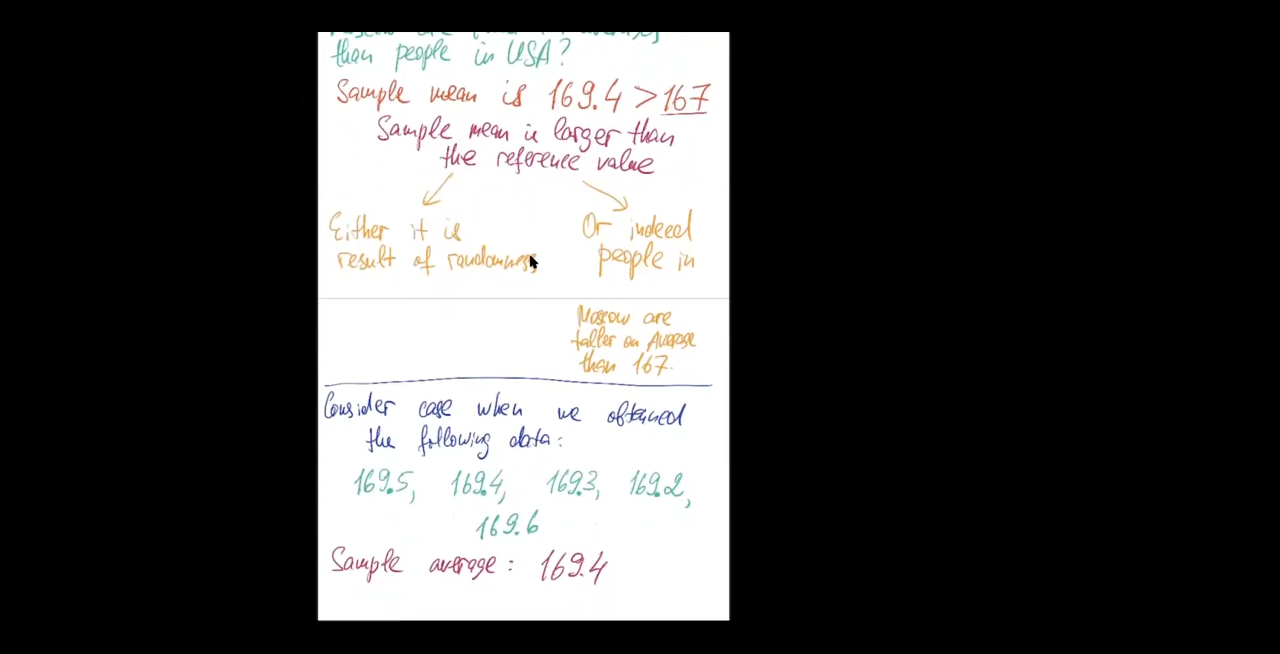 than people in USA?
Sample mean is 169.4 > 167
Sample mean is larger than
the reference value
Either it is
result of randomness
Or indeed
people in
Moscow are
taller on Average
than 167.
Consider case when we obtained
the following data:
169.5, 169.4, 169.3, 169.2,
169.6
Sample average: 169.4